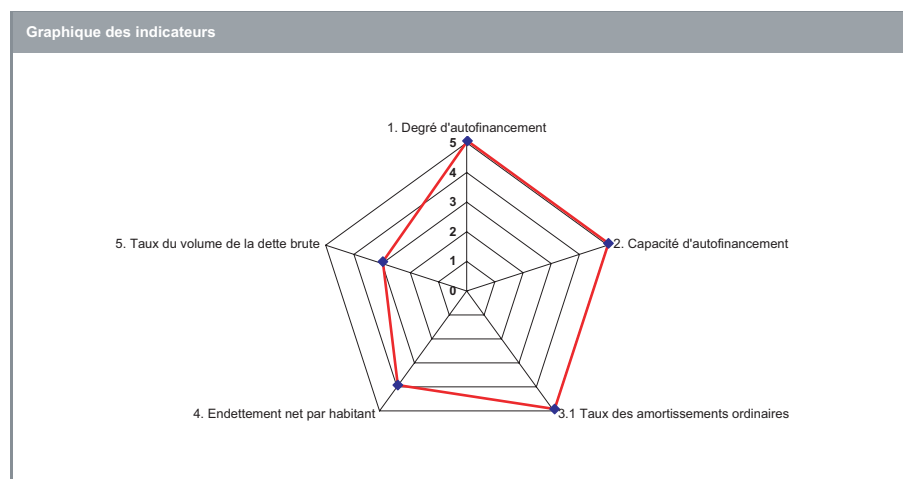 Graphique des indicateurs
1. Degré d'autofinancement
5
4
3
2
1
0
5. Taux du volume de la dette brute
2. Capacité d'autofinancement
4. Endettement net par habitant
3.1 Taux des amortissements ordinaires